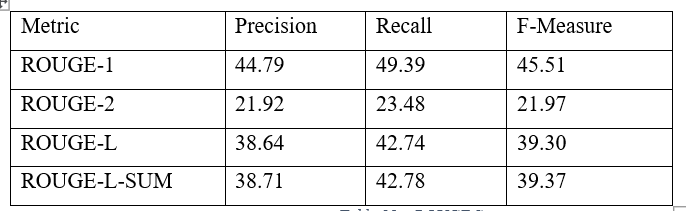 Metric Precision Recall F-Measure
ROUGE-1 44.79 49.39 45.51
ROUGE-2 21.92 23.48 21.97
ROUGE-L 38.64 42.74 39.30
ROUGE-L-SUM 38.71 42.78 39.37